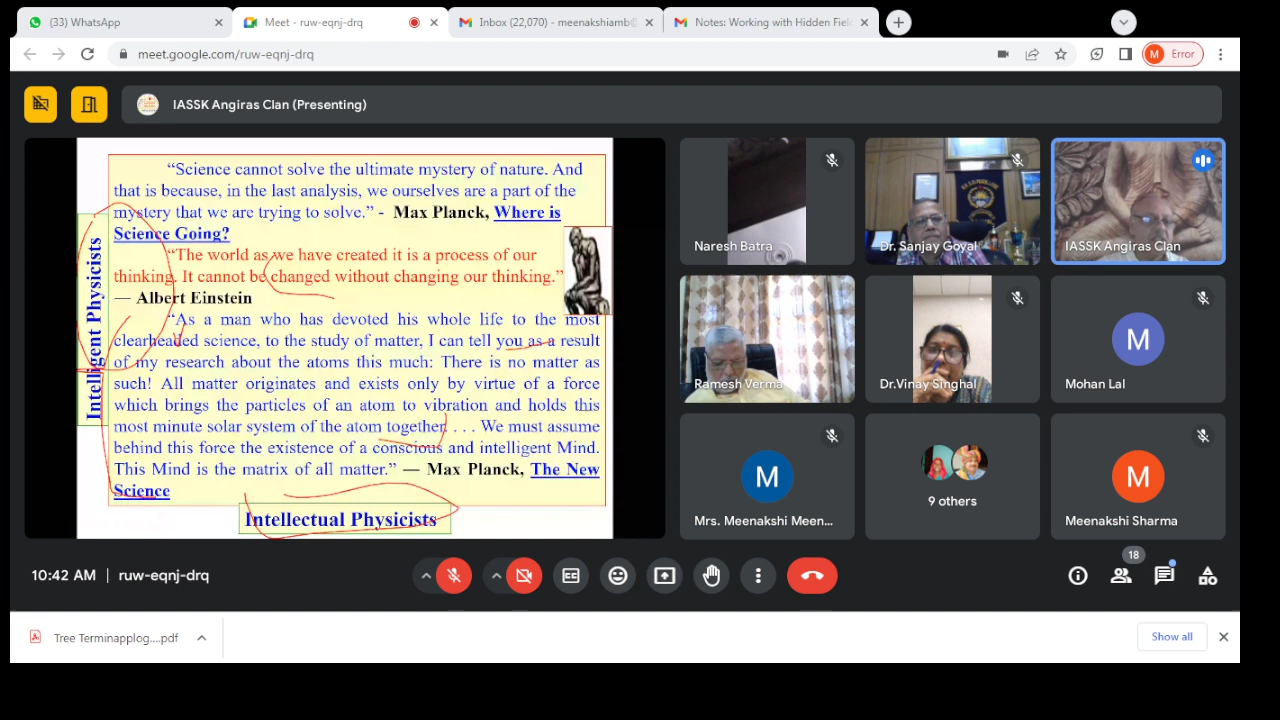 (33) WhatsApp
Meet - ruw-eqnj-drq
Inbox (22,070) - meenakshiamb@
Notes: Working with Hidden Fiel
meet.google.com/ruw-eqnj-drq
M Error
IASSK Angiras Clan (Presenting)
“Science cannot solve the ultimate mystery of nature. And
that is because, in the last analysis, we ourselves are a part of the
mystery that we are trying to solve.” - Max Planck, Where is
Science Going?
“The world as we have created it is a process of our
thinking. It cannot be changed without changing our thinking.”
— Albert Einstein
“As a man who has devoted his whole life to the most
clearheaded science, to the study of matter, I can tell you as a result
of my research about the atoms this much: There is no matter as
such! All matter originates and exists only by virtue of a force
which brings the particles of an atom to vibration and holds this
most minute solar system of the atom together. . . . We must assume
behind this force the existence of a conscious and intelligent Mind.
This Mind is the matrix of all matter.” — Max Planck, The New
Science
Intelligent Physicists
Intellectual Physicists
Naresh Batra
Dr. Sanjay Goyal
IASSK Angiras Clan
Ramesh Verma
Dr.Vinay Singhal
M
Mohan Lal
M
Mrs. Meenakshi Meen...
9 others
M
Meenakshi Sharma
10:42 AM | ruw-eqnj-drq
18
Tree Terminapplog....pdf
Show all